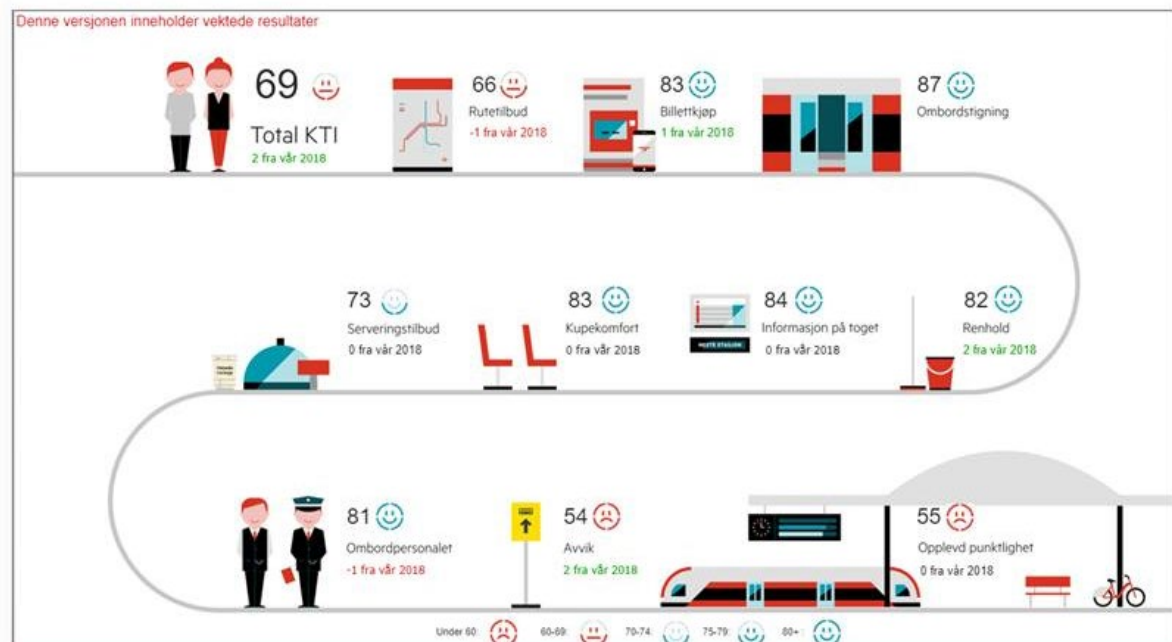 Denne versjonen inneholder vektede resultater
69
Total KTI
2 fra vår 2018
66
Rutetilbud
-1 fra vår 2018
83
Billettkjøp
1 fra vår 2018
87
Ombordstigning
73
Serveringstilbud
0 fra vår 2018
83
Kupekomfort
0 fra vår 2018
84
Informasjon på toget
0 fra vår 2018
NESTE STASJON
82
Renhold
2 fra vår 2018
81
Ombordpersonalet
-1 fra vår 2018
54
Avvik
2 fra vår 2018
55
Opplevd punktlighet
0 fra vår 2018
Under 60: 60-69: 70-74: 75-79: 80+ :